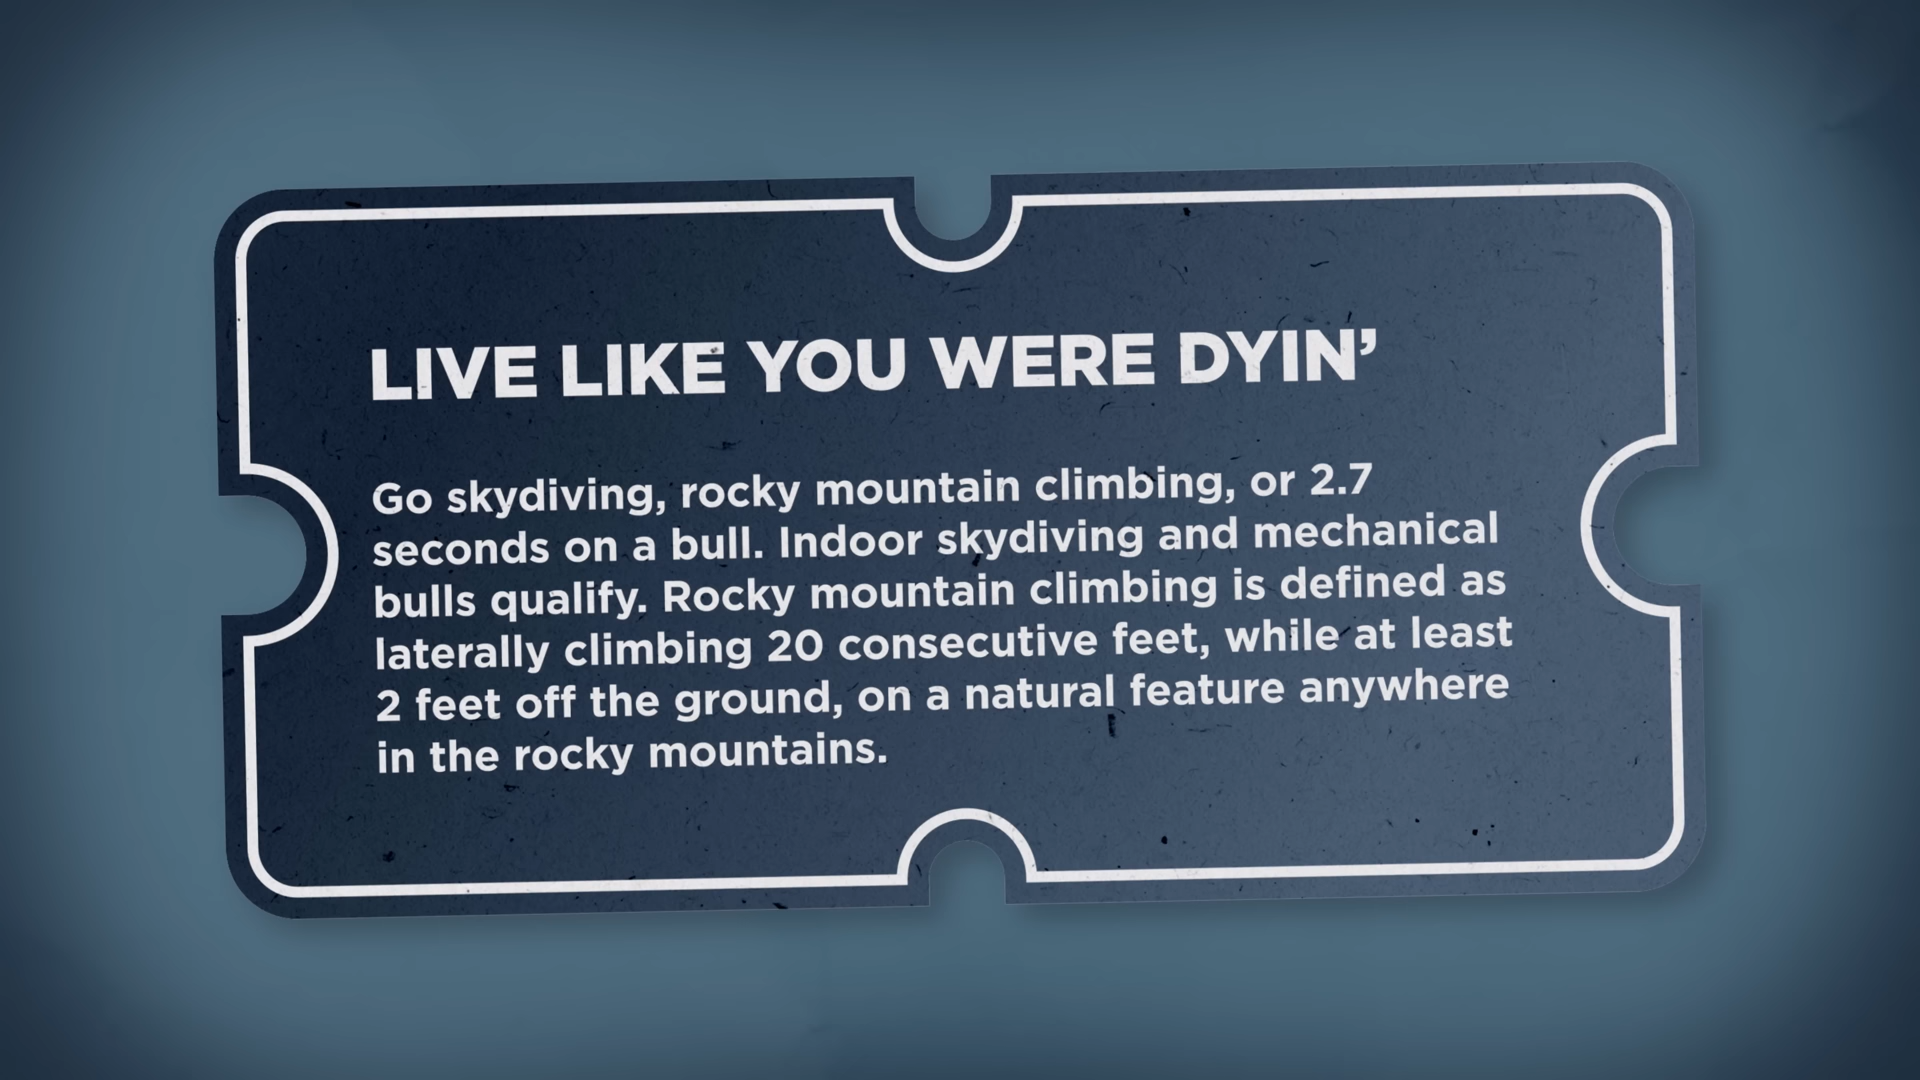 LIVE LIKE YOU WERE DYIN’
Go skydiving, rocky mountain climbing, or 2.7
seconds on a bull. Indoor skydiving and mechanical
bulls qualify. Rocky mountain climbing is defined as
laterally climbing 20 consecutive feet, while at least
2 feet off the ground, on a natural feature anywhere
in the rocky mountains.